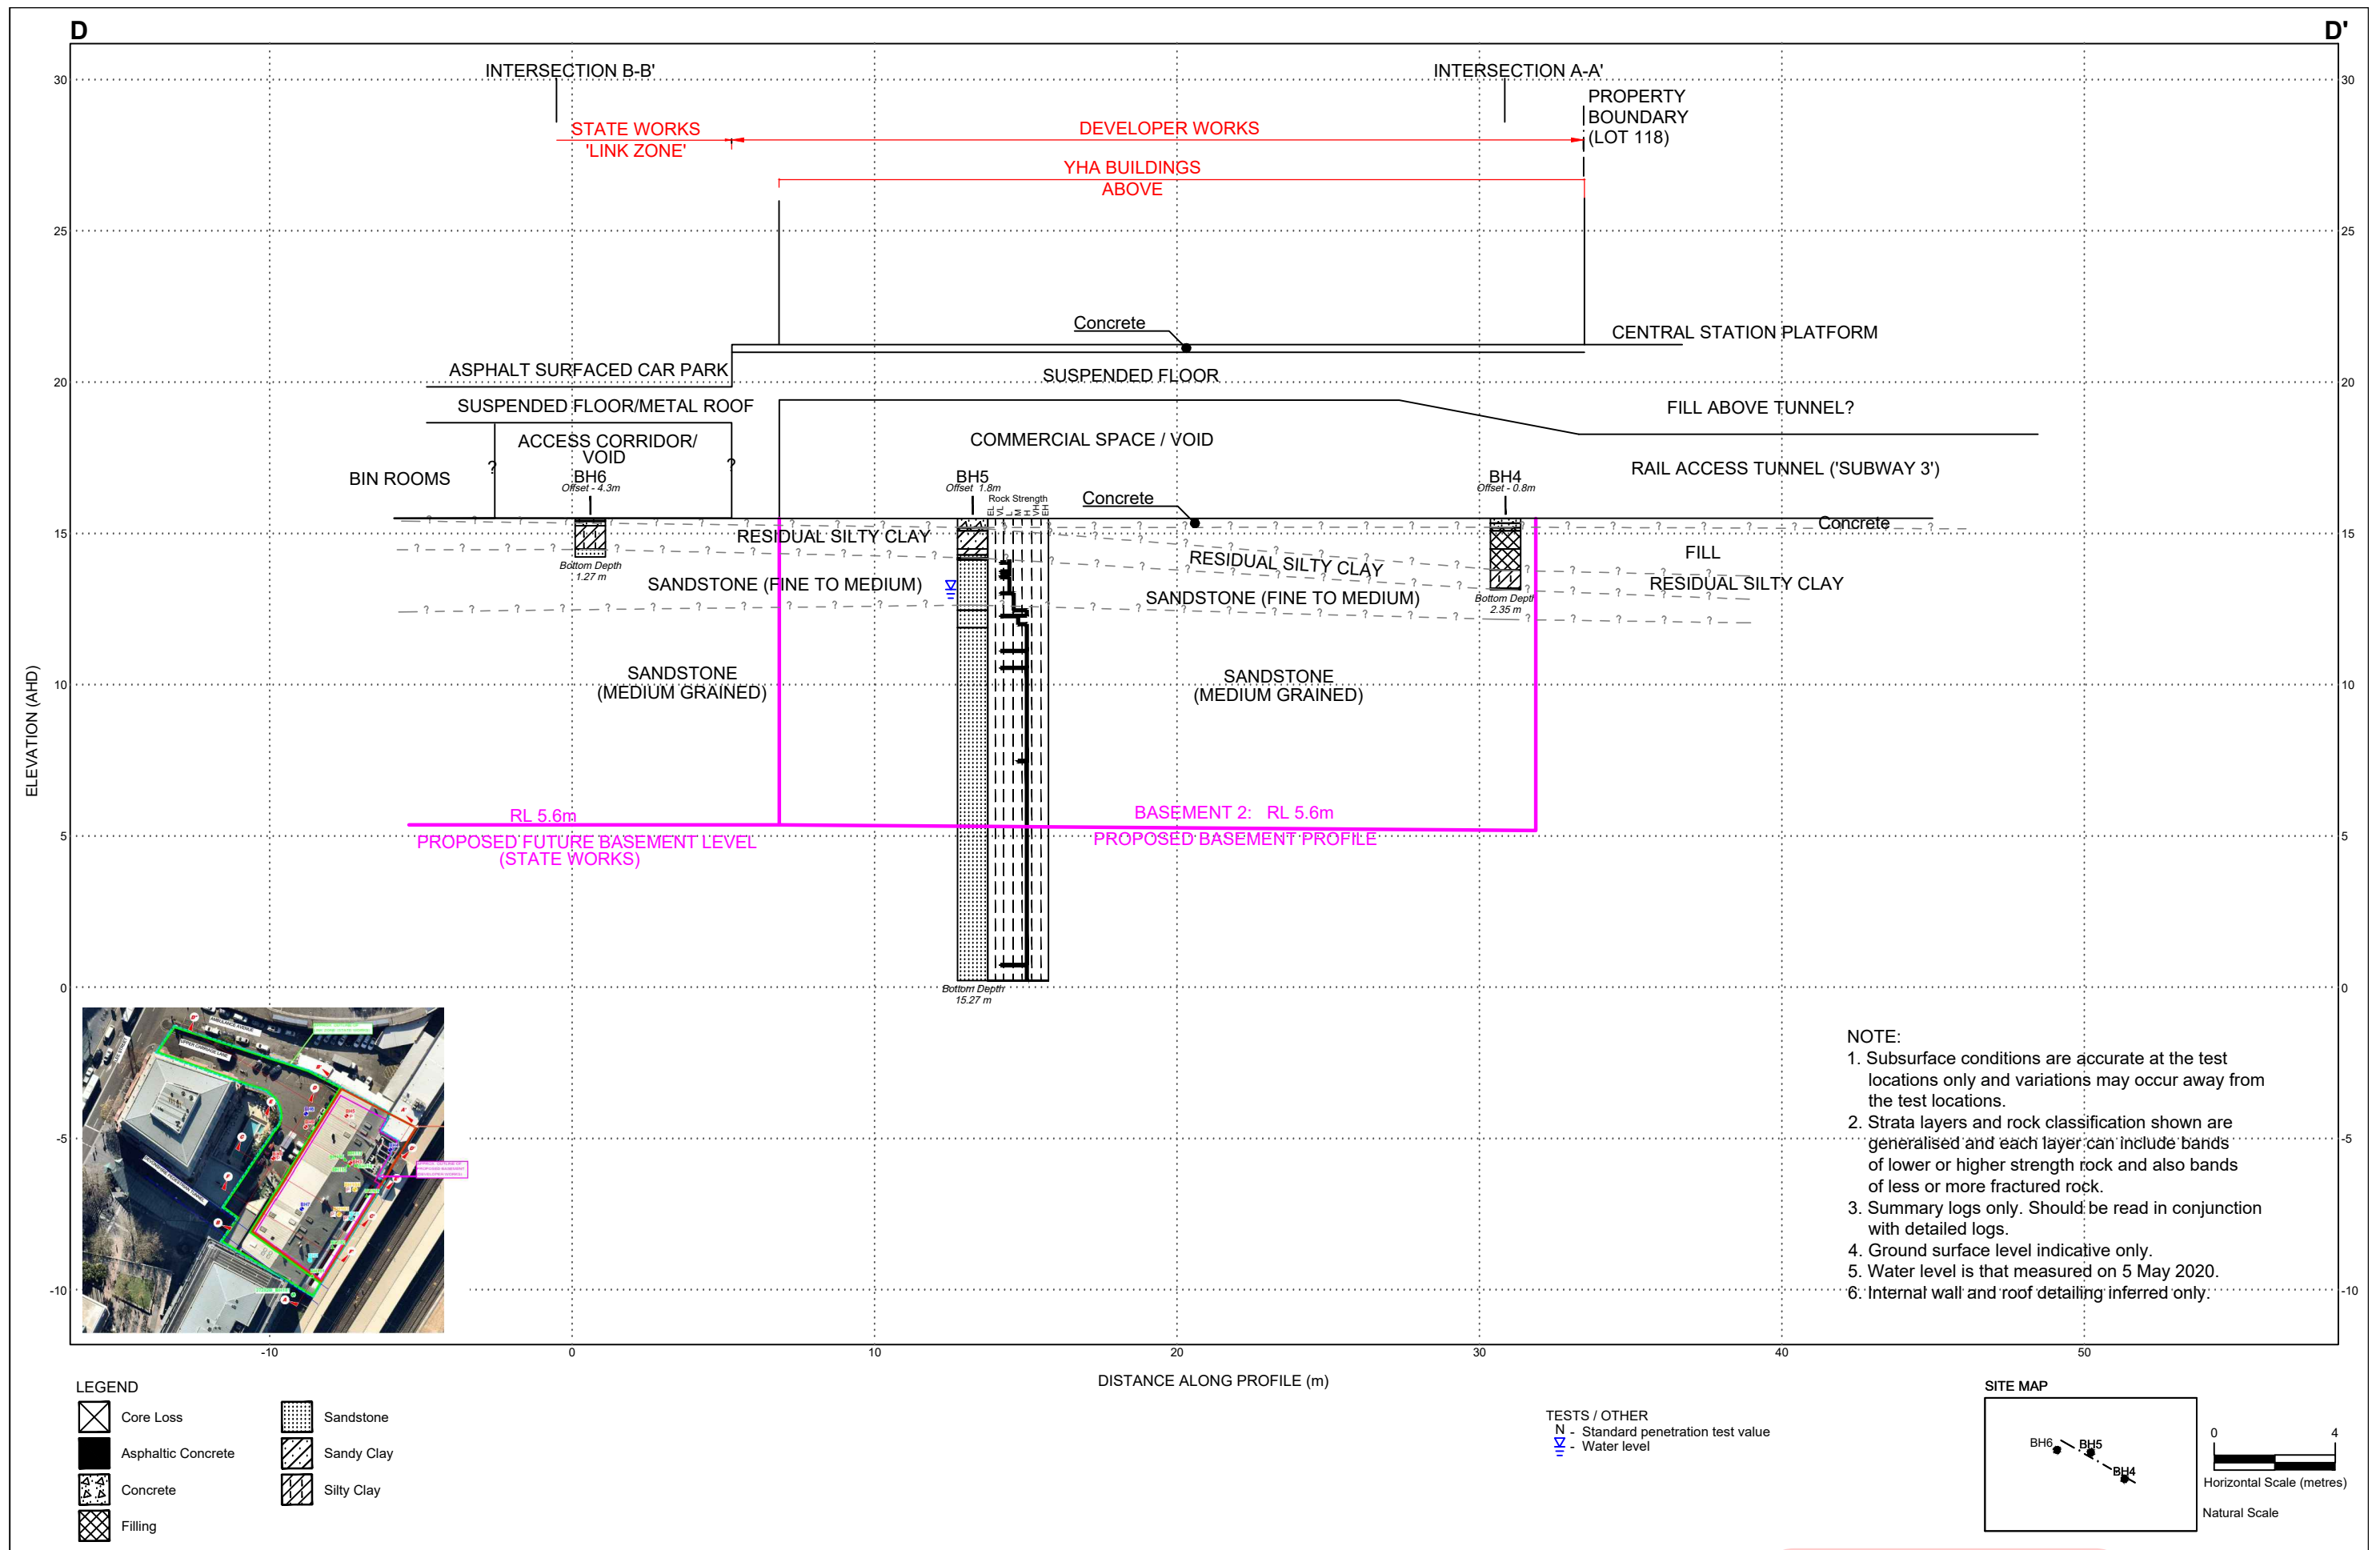 D
D'
INTERSECTION B-B'
INTERSECTION A-A'
PROPERTY
BOUNDARY
(LOT 118)
STATE WORKS
'LINK ZONE'
DEVELOPER WORKS
YHA BUILDINGS
ABOVE
Concrete
CENTRAL STATION PLATFORM
ASPHALT SURFACED CAR PARK
SUSPENDED FLOOR
SUSPENDED FLOOR/METAL ROOF
FILL ABOVE TUNNEL?
ACCESS CORRIDOR/
VOID
COMMERCIAL SPACE / VOID
BIN ROOMS
?
?
RAIL ACCESS TUNNEL ('SUBWAY 3')
BH6
Offset - 4.3m
BH5
Offset 1.8m
Rock Strength
EL
VL
L
M
H
VH
EH
BH4
Offset - 0.8m
Concrete
Concrete
RESIDUAL SILTY CLAY
Bottom Depth
1.27 m
SANDSTONE (FINE TO MEDIUM)
RESIDUAL SILTY CLAY
SANDSTONE (FINE TO MEDIUM)
FILL
RESIDUAL SILTY CLAY
Bottom Depth
2.35 m
SANDSTONE
(MEDIUM GRAINED)
SANDSTONE
(MEDIUM GRAINED)
RL 5.6m
PROPOSED FUTURE BASEMENT LEVEL
(STATE WORKS)
BASEMENT 2: RL 5.6m
PROPOSED BASEMENT PROFILE
Bottom Depth
15.27 m
ELEVATION (AHD)
30
25
20
15
10
5
0
-5
-10
30
25
20
15
10
5
0
-5
-10
NOTE:
1. Subsurface conditions are accurate at the test
locations only and variations may occur away from
the test locations.
2. Strata layers and rock classification shown are
generalised and each layer can include bands
of lower or higher strength rock and also bands
of less or more fractured rock.
3. Summary logs only. Should be read in conjunction
with detailed logs.
4. Ground surface level indicative only.
5. Water level is that measured on 5 May 2020.
6. Internal wall and roof detailing inferred only.
-10
0
10
20
30
40
50
DISTANCE ALONG PROFILE (m)
LEGEND
Core Loss
Asphaltic Concrete
Concrete
Filling
Sandstone
Sandy Clay
Silty Clay
TESTS / OTHER
N - Standard penetration test value
- Water level
SITE MAP
BH6
BH5
BH4
0
4
Horizontal Scale (metres)
Natural Scale